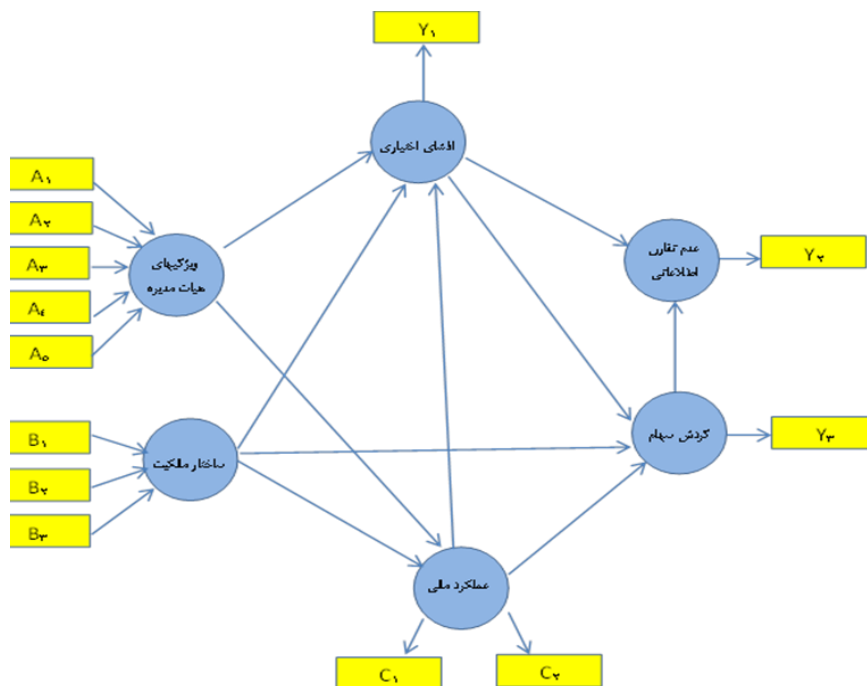 Y۱
افشای اختیاری
A۱
A۲
A۳
A٤
A۵
ویژگیهای
هیات مدیره
عدم تقارن
اطلاعاتی
Y۲
B۱
B۲
B۳
ساختار مالکیت
گردش سهام
Y۳
عملکرد مالی
C۱
C۲